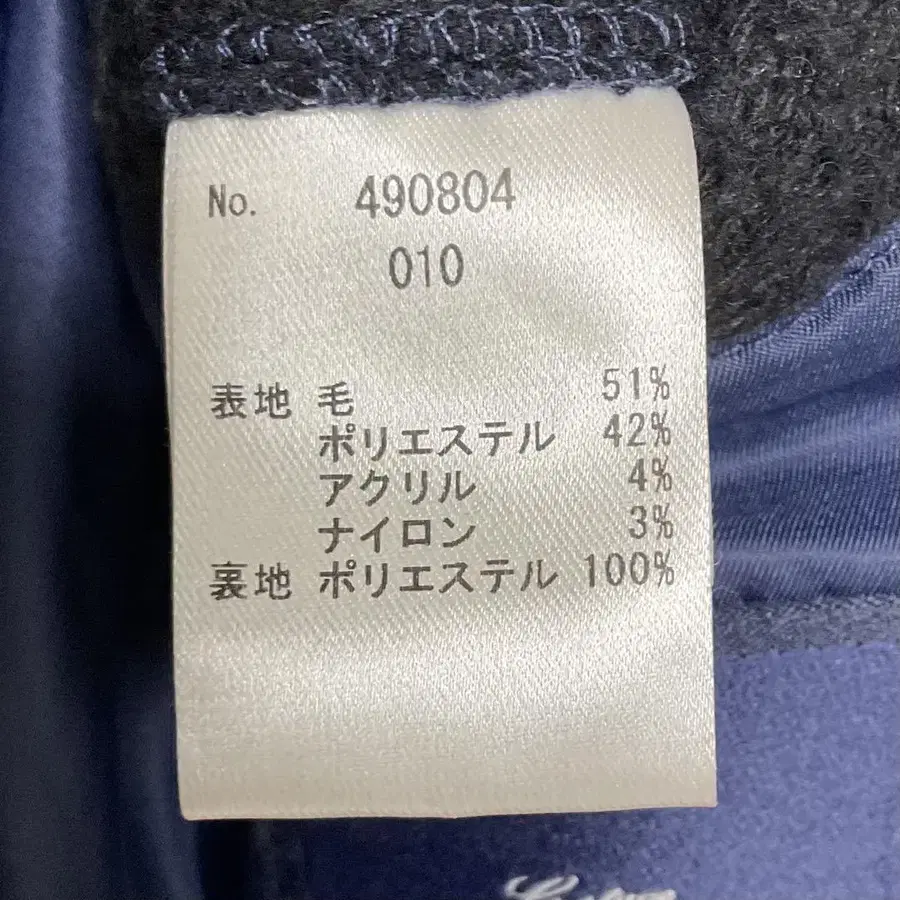 No. 490804
010
表地 毛 51%
ポリエステル 42%
アクリル 4%
ナイロン 3%
裏地 ポリエステル 100%